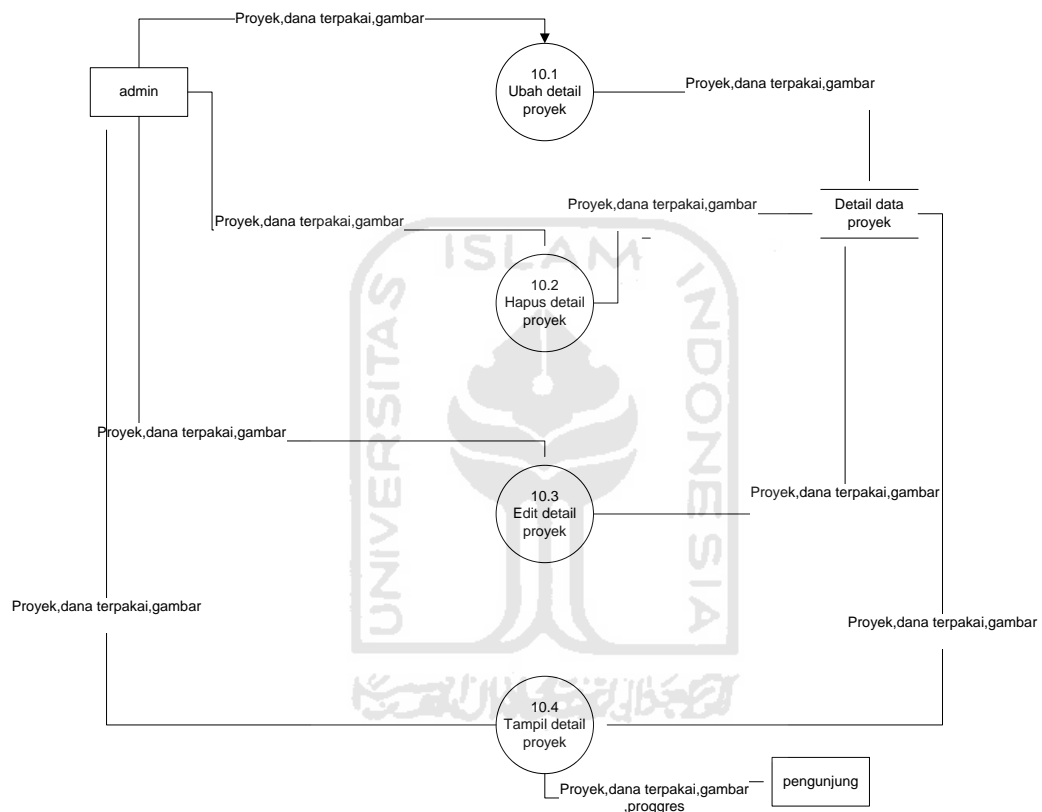 Proyek,dana terpakai,gambar
admin
10.1
Ubah detail
proyek
Proyek,dana terpakai,gambar
Proyek,dana terpakai,gambar
Detail data
proyek
Proyek,dana terpakai,gambar
ISLAM
UNIVERSITAS
INDONESIA
10.2
Hapus detail
proyek
Proyek,dana terpakai,gambar
10.3
Edit detail
proyek
Proyek,dana terpakai,gambar
Proyek,dana terpakai,gambar
Proyek,dana terpakai,gambar
10.4
Tampil detail
proyek
Proyek,dana terpakai,gambar
,proggres
pengunjung